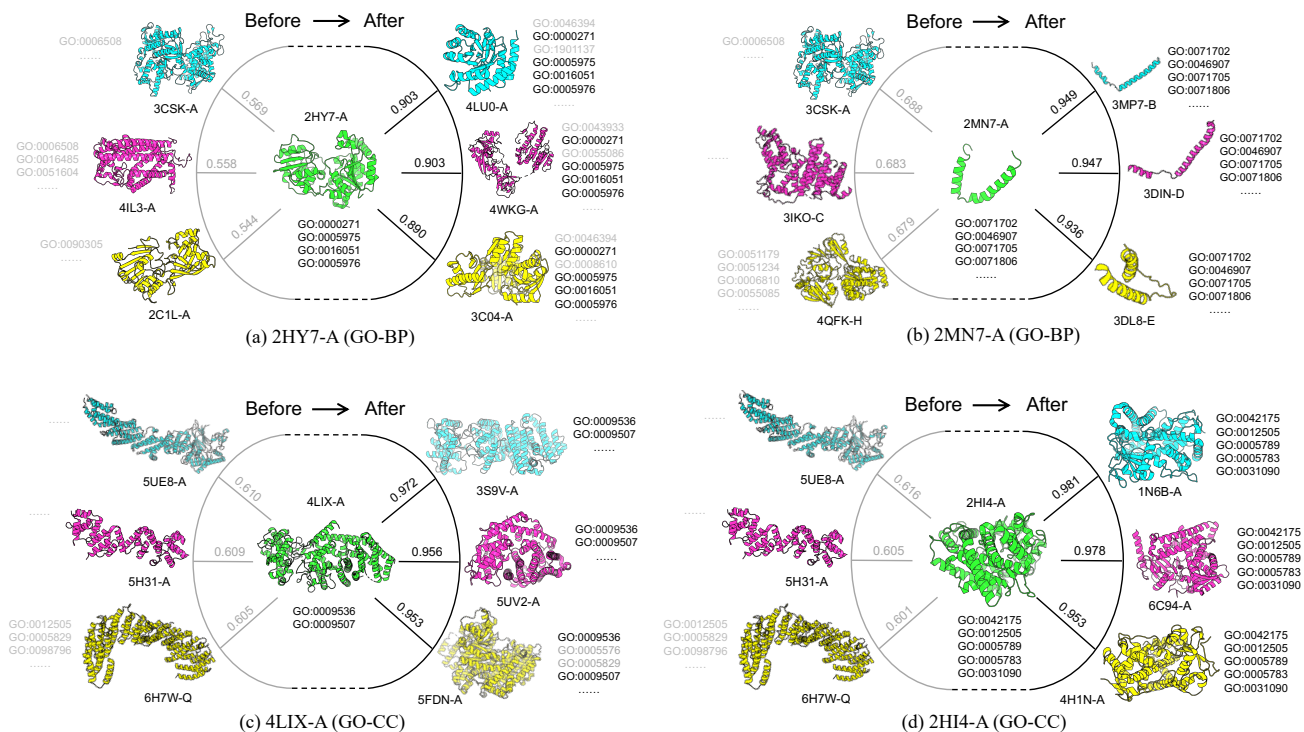 Before → After
GO:0006508
......
3CSK-A
GO:0006508
GO:0016485
GO:0051604
......
4IL3-A
GO:0090305
......
2C1L-A
0.569
0.558
0.544
2HY7-A
GO:0000271
GO:0005975
GO:0016051
GO:0005976
0.903
0.903
0.890
4LU0-A
GO:0046394
GO:0000271
GO:1901137
GO:0005975
GO:0016051
GO:0005976
......
4WKG-A
GO:0043933
GO:0000271
GO:0055086
GO:0005975
GO:0016051
GO:0005976
......
3C04-A
GO:0046394
GO:0000271
GO:0008610
GO:0005975
GO:0016051
GO:0005976
......
(a) 2HY7-A (GO-BP)
Before → After
GO:0006508
......
3CSK-A
......
3IKO-C
GO:0051179
GO:0051234
GO:0006810
GO:0055085
......
4QFK-H
0.688
0.683
0.679
2MN7-A
GO:0071702
GO:0046907
GO:0071705
GO:0071806
......
0.949
0.947
0.936
3MP7-B
GO:0071702
GO:0046907
GO:0071705
GO:0071806
......
3DIN-D
GO:0071702
GO:0046907
GO:0071705
GO:0071806
......
3DL8-E
GO:0071702
GO:0046907
GO:0071705
GO:0071806
......
(b) 2MN7-A (GO-BP)
Before → After
......
5UE8-A
......
5H31-A
GO:0012505
GO:0005829
GO:0098796
......
6H7W-Q
0.610
0.609
0.605
4LIX-A
GO:0009536
GO:0009507
0.972
0.956
0.953
3S9V-A
GO:0009536
GO:0009507
......
5UV2-A
GO:0009536
GO:0009507
......
5FDN-A
GO:0009536
GO:0005576
GO:0005829
GO:0009507
......
(c) 4LIX-A (GO-CC)
Before → After
......
5UE8-A
......
5H31-A
GO:0012505
GO:0005829
GO:0098796
......
6H7W-Q
0.616
0.605
0.601
2HI4-A
GO:0042175
GO:0012505
GO:0005789
GO:0005783
GO:0031090
0.981
0.978
0.953
1N6B-A
GO:0042175
GO:0012505
GO:0005789
GO:0005783
GO:0031090
6C94-A
GO:0042175
GO:0012505
GO:0005789
GO:0005783
GO:0031090
4H1N-A
GO:0042175
GO:0012505
GO:0005789
GO:0005783
GO:0031090
(d) 2HI4-A (GO-CC)